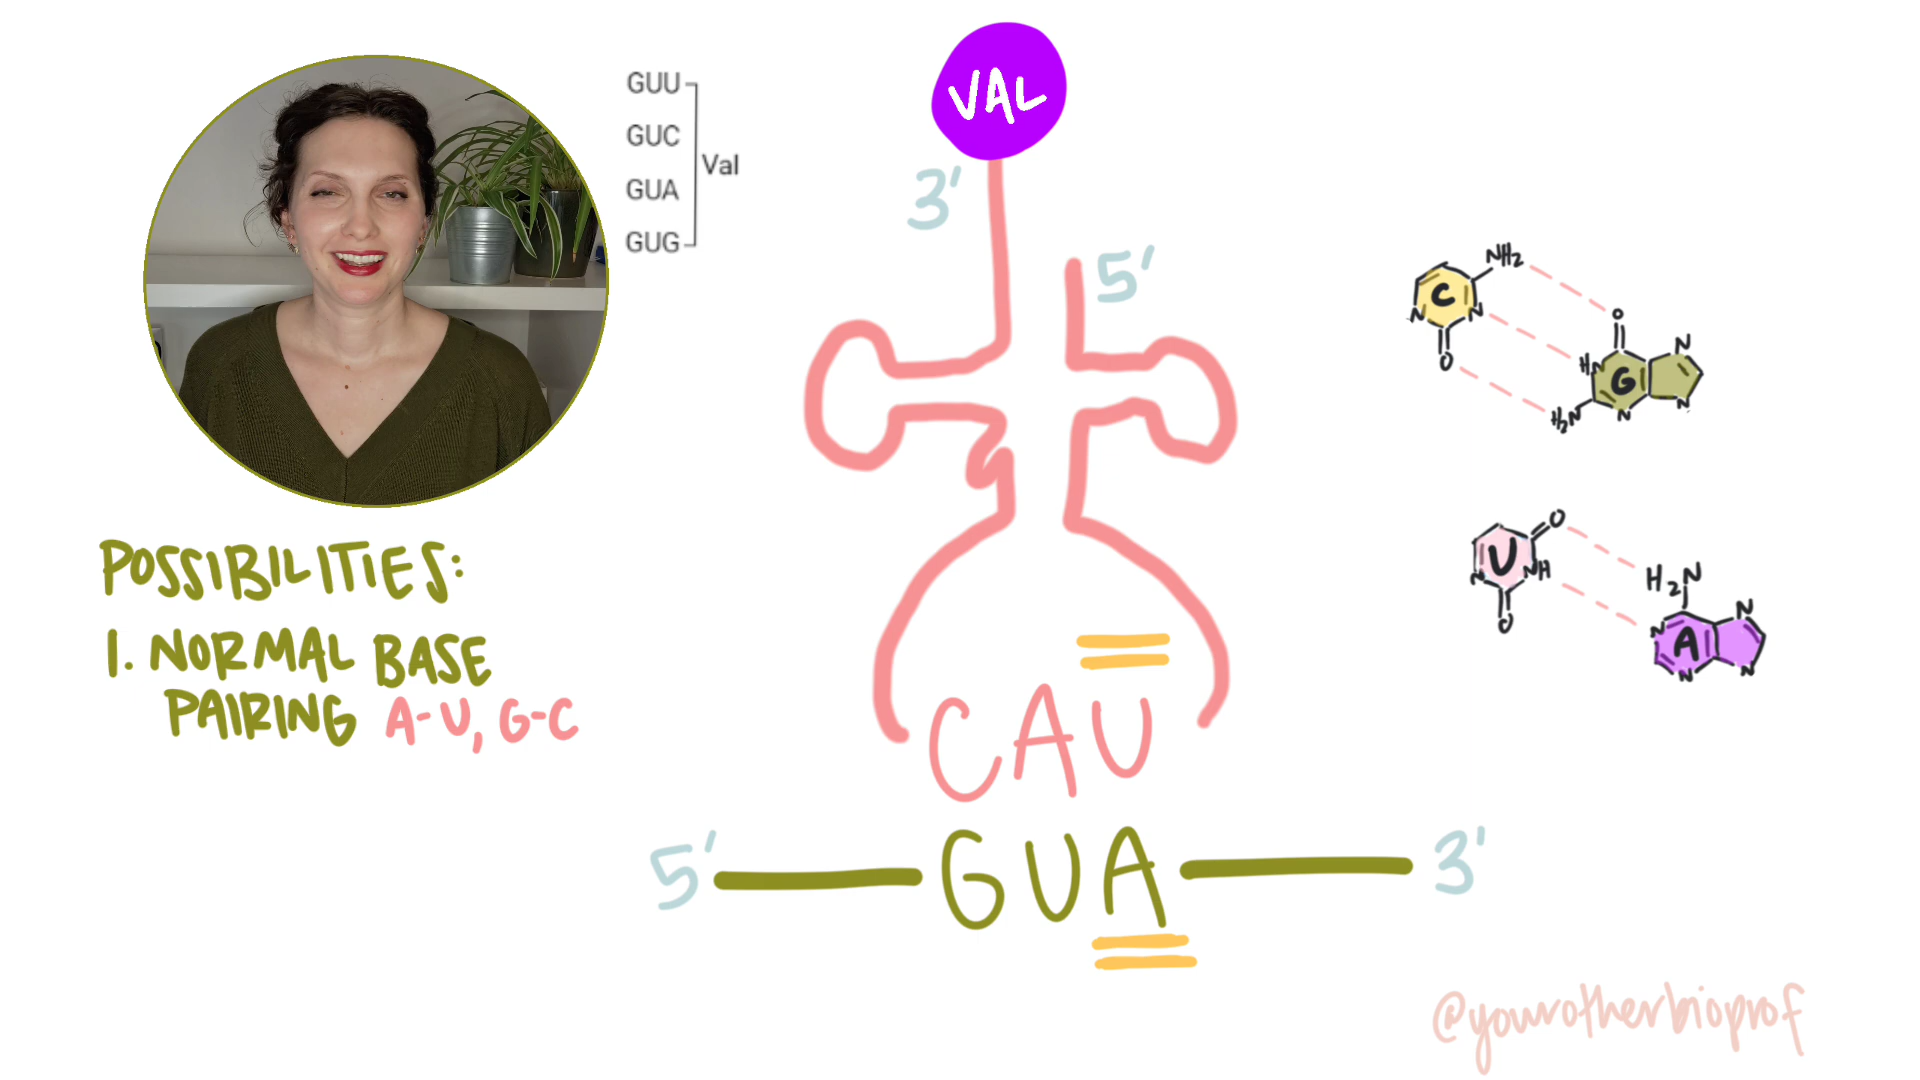 GUU
GUC
Val
GUA
GUG
VAL
3'
5'
NH2
C
N
N
O
O
N
HN
G
H2N
N
N
O
U
N
NH
O
H2N
N
N
A
N
N
POSSIBILITIES:
1. NORMAL BASE
PAIRING A-U, G-C
CAU
5' GUA 3'
@yourotherbioprof